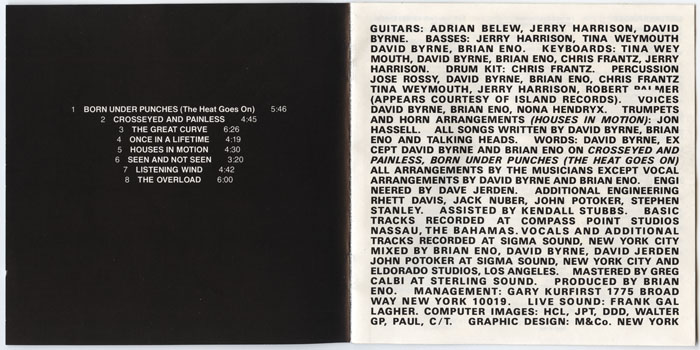 1 BORN UNDER PUNCHES (The Heat Goes On) 5:46
2 CROSSEYED AND PAINLESS 4:45
3 THE GREAT CURVE 6:26
4 ONCE IN A LIFETIME 4:19
5 HOUSES IN MOTION 4:30
6 SEEN AND NOT SEEN 3:20
7 LISTENING WIND 4:42
8 THE OVERLOAD 6:00
GUITARS: ADRIAN BELEW, JERRY HARRISON, DAVID
BYRNE. BASSES: JERRY HARRISON, TINA WEYMOUTH
DAVID BYRNE, BRIAN ENO. KEYBOARDS: TINA WEY
MOUTH, DAVID BYRNE, BRIAN ENO, CHRIS FRANTZ, JERRY
HARRISON. DRUM KIT: CHRIS FRANTZ. PERCUSSION
JOSE ROSSY, DAVID BYRNE, BRIAN ENO, CHRIS FRANTZ
TINA WEYMOUTH, JERRY HARRISON, ROBERT PALMER
(APPEARS COURTESY OF ISLAND RECORDS). VOICES
DAVID BYRNE, BRIAN ENO, NONA HENDRYX. TRUMPETS
AND HORN ARRANGEMENTS (HOUSES IN MOTION): JON
HASSELL. ALL SONGS WRITTEN BY DAVID BYRNE, BRIAN
ENO AND TALKING HEADS. WORDS: DAVID BYRNE, EX
CEPT DAVID BYRNE AND BRIAN ENO ON CROSSEYED AND
PAINLESS, BORN UNDER PUNCHES (THE HEAT GOES ON)
ALL ARRANGEMENTS BY THE MUSICIANS EXCEPT VOCAL
ARRANGEMENTS BY DAVID BYRNE AND BRIAN ENO. ENGI
NEERED BY DAVE JERDEN. ADDITIONAL ENGINEERING
RHETT DAVIS, JACK NUBER, JOHN POTOKER, STEPHEN
STANLEY. ASSISTED BY KENDALL STUBBS. BASIC
TRACKS RECORDED AT COMPASS POINT STUDIOS
NASSAU, THE BAHAMAS. VOCALS AND ADDITIONAL
TRACKS RECORDED AT SIGMA SOUND, NEW YORK CITY
MIXED BY BRIAN ENO, DAVID BYRNE, DAVID JERDEN
JOHN POTOKER AT SIGMA SOUND, NEW YORK CITY AND
ELDORADO STUDIOS, LOS ANGELES. MASTERED BY GREG
CALBI AT STERLING SOUND. PRODUCED BY BRIAN
ENO. MANAGEMENT: GARY KURFIRST 1775 BROAD
WAY NEW YORK 10019. LIVE SOUND: FRANK GAL
LAGHER. COMPUTER IMAGES: HCL, JPT, DDD, WALTER
GP, PAUL, C/T. GRAPHIC DESIGN: M&Co. NEW YORK